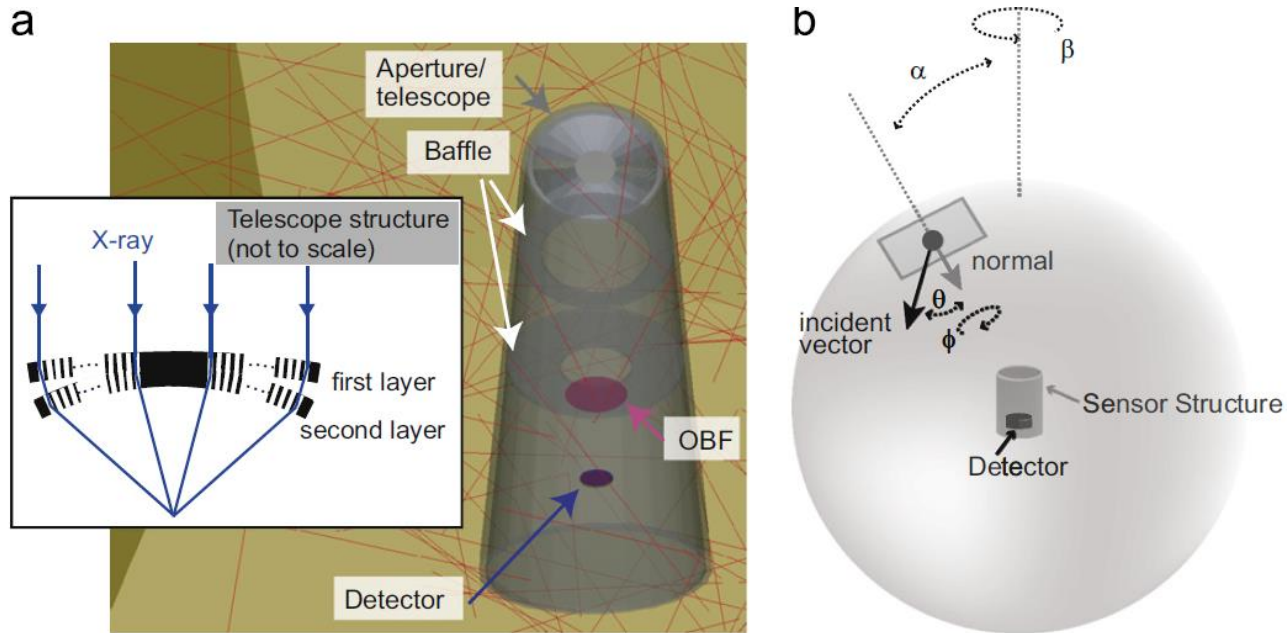 a
Aperture/
telescope
Baffle
Telescope structure
(not to scale)
X-ray
first layer
second layer
OBF
Detector
b
α
β
normal
θ
incident
vector
ϕ
Sensor Structure
Detector